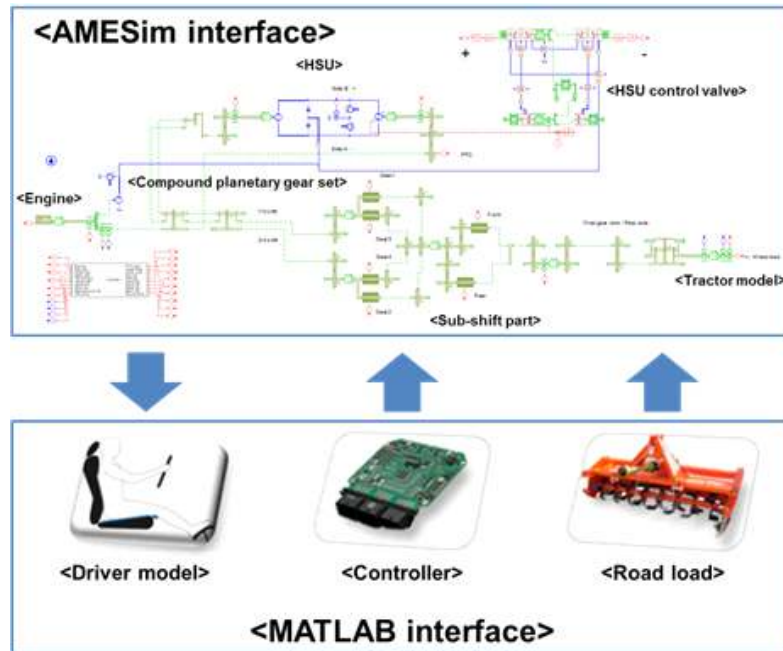 <AMESim interface>
<HSU>
+
-
<HSU control valve>
<Compound planetary gear set>
<Engine>
<Tractor model>
<Sub-shift part>
<Driver model>
<Controller>
<Road load>
<MATLAB interface>